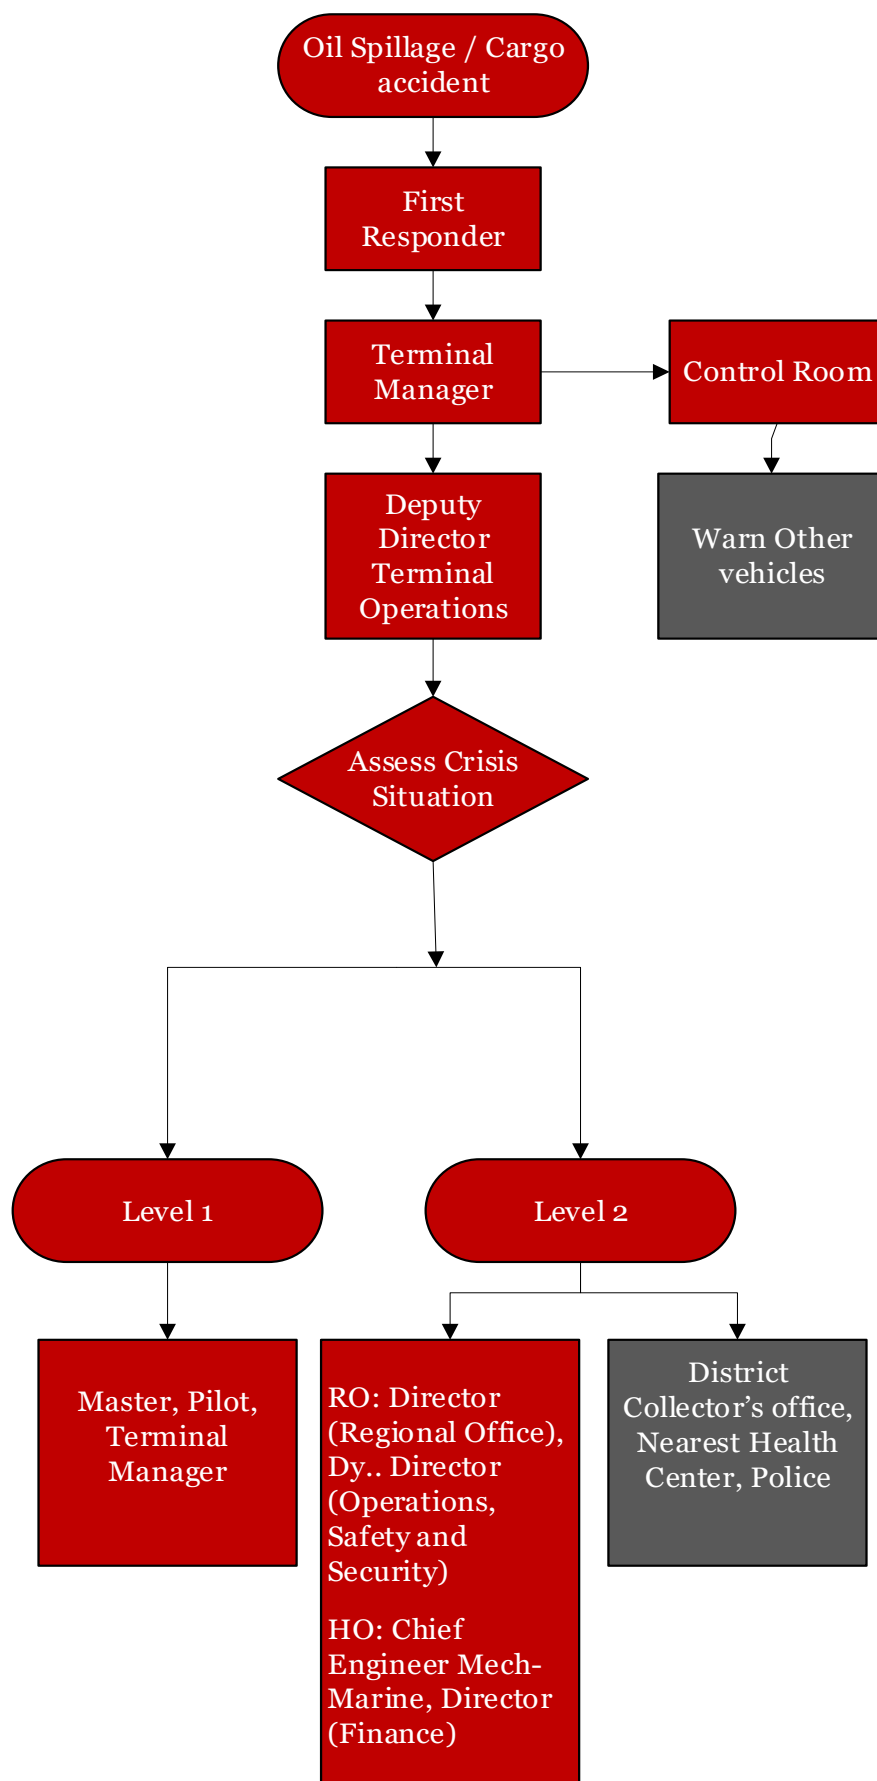 Oil Spillage / Cargo
accident
First
Responder
Terminal
Manager
Control Room
Deputy
Director
Terminal
Operations
Warn Other
vehicles
Assess Crisis
Situation
Level 1
Level 2
Master, Pilot,
Terminal
Manager
RO: Director
(Regional Office),
Dy.. Director
(Operations,
Safety and
Security)
HO: Chief
Engineer Mech-
Marine, Director
(Finance)
District
Collector’s office,
Nearest Health
Center, Police